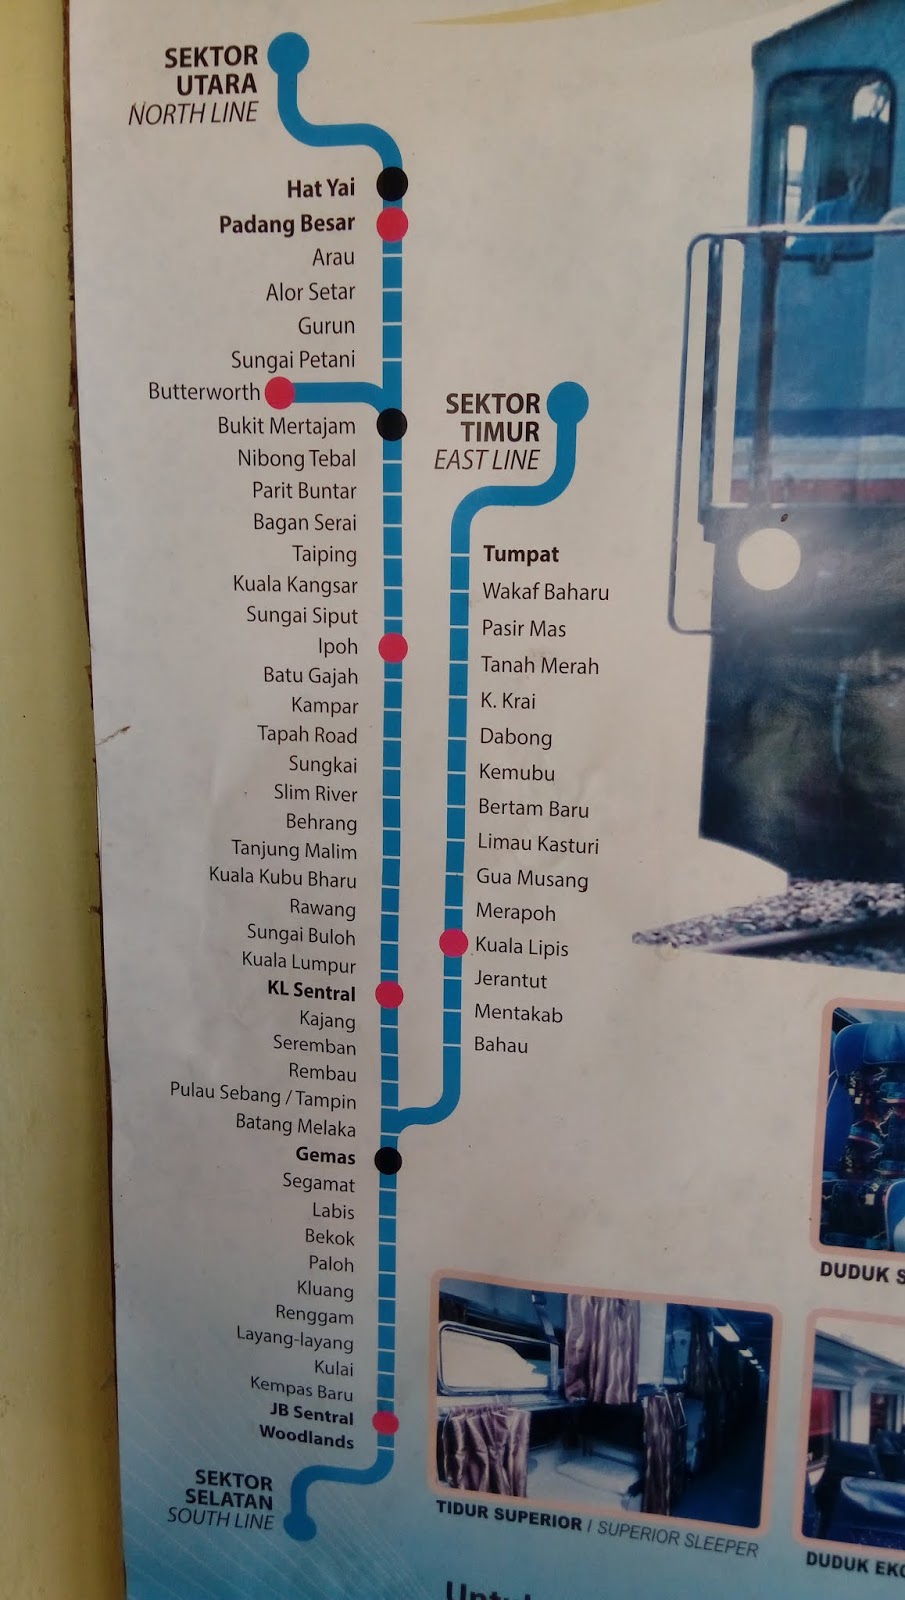 SEKTOR
UTARA
NORTH LINE
Hat Yai
Padang Besar
Arau
Alor Setar
Gurun
Sungai Petani
Butterworth
Bukit Mertajam
Nibong Tebal
Parit Buntar
Bagan Serai
Taiping
Kuala Kangsar
Sungai Siput
Ipoh
Batu Gajah
Kampar
Tapah Road
Sungkai
Slim River
Behrang
Tanjung Malim
Kuala Kubu Bharu
Rawang
Sungai Buloh
Kuala Lumpur
KL Sentral
Kajang
Seremban
Rembau
Pulau Sebang / Tampin
Batang Melaka
Gemas
Segamat
Labis
Bekok
Paloh
Kluang
Renggam
Layang-layang
Kulai
Kempas Baru
JB Sentral
Woodlands
SEKTOR
SELATAN
SOUTH LINE
SEKTOR
TIMUR
EAST LINE
Tumpat
Wakaf Baharu
Pasir Mas
Tanah Merah
K. Krai
Dabong
Kemubu
Bertam Baru
Limau Kasturi
Gua Musang
Merapoh
Kuala Lipis
Jerantut
Mentakab
Bahau
DUDUK S
TIDUR SUPERIOR / SUPERIOR SLEEPER
DUDUK EKO